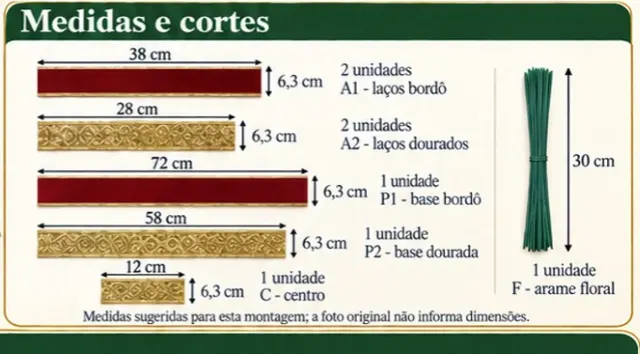 Medidas e cortes
38 cm
6,3 cm
2 unidades
A1 - laços bordô
28 cm
6,3 cm
2 unidades
A2 - laços dourados
72 cm
6,3 cm
1 unidade
P1 - base bordô
58 cm
6,3 cm
1 unidade
P2 - base dourada
12 cm
6,3 cm
1 unidade
C - centro
30 cm
1 unidade
F - arame floral
Medidas sugeridas para esta montagem; a foto original não informa dimensões.